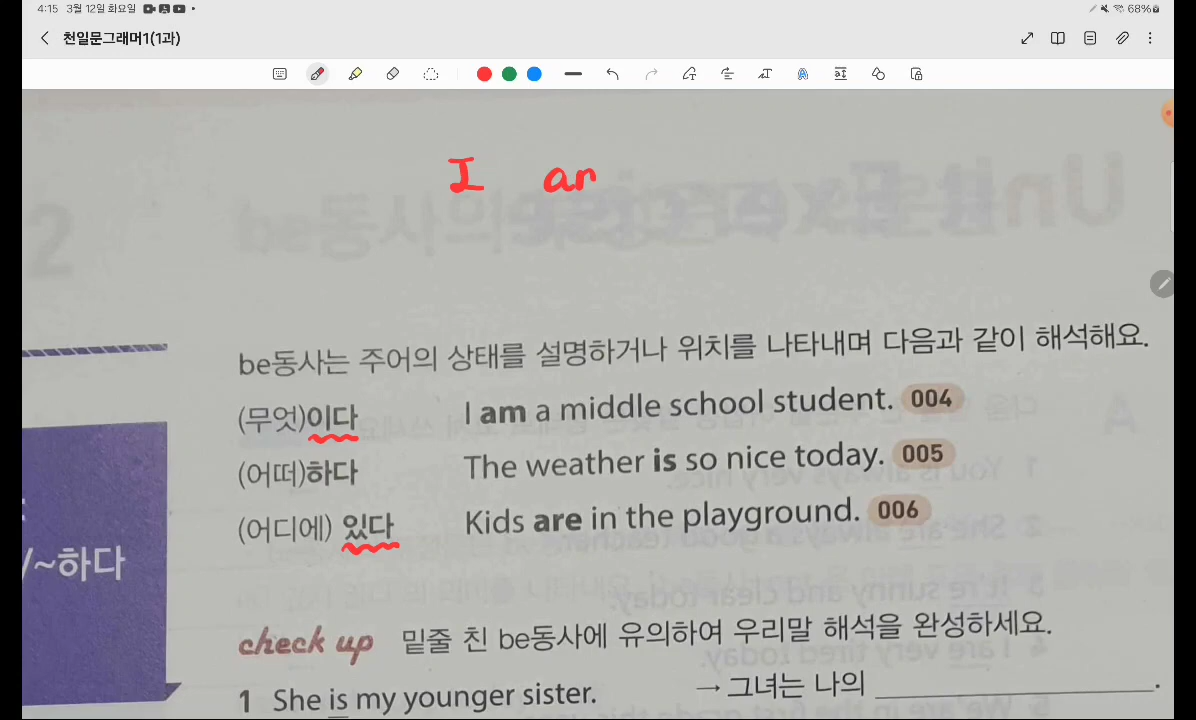 4:15 3월 12일 화요일 68%
천일문그래머1(1과)
I an
Unit Exercise
2
be동사는 주어의 상태를 설명하거나 위치를 나타내며 다음과 같이 해석해요.
(무엇)이다 I am a middle school student. 004
(어떠)하다 The weather is so nice today. 005
(어디에) 있다 Kids are in the playground. 006
/~하다
check up 밑줄 친 be동사에 유의하여 우리말 해석을 완성하세요.
1 She is my younger sister. → 그녀는 나의 ______.